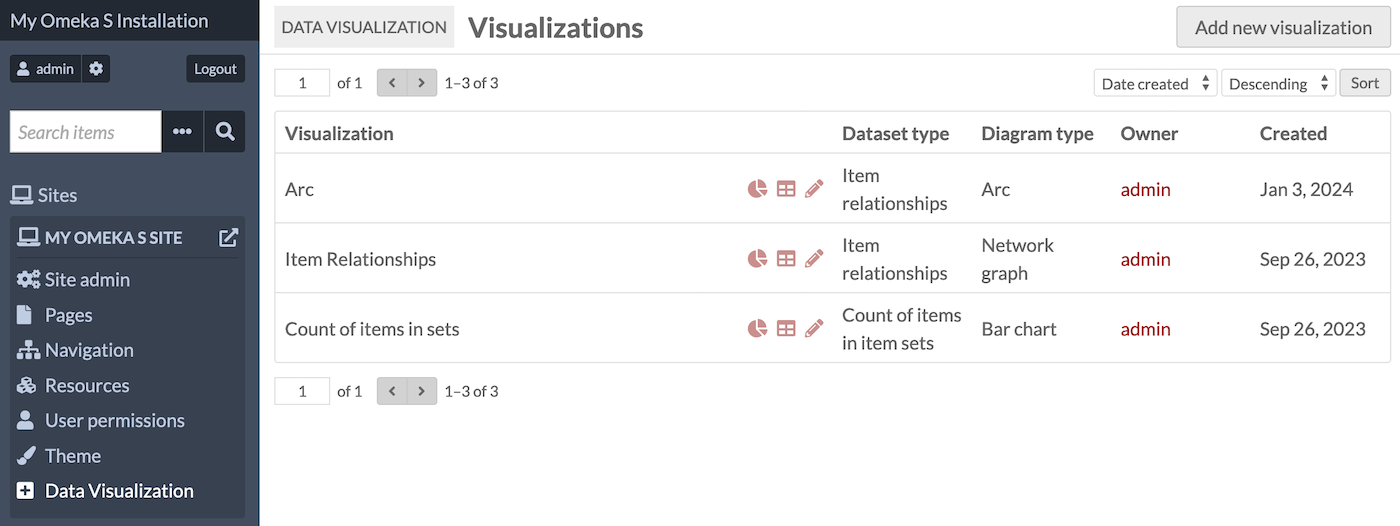 My Omeka S Installation
admin
Logout
Search items
Sites
MY OMEKA S SITE
Site admin
Pages
Navigation
Resources
User permissions
Theme
Data Visualization
DATA VISUALIZATION Visualizations Add new visualization
1 of 1 1–3 of 3 Date created Descending Sort
Visualization Dataset type Diagram type Owner Created
Arc Item relationships Arc admin Jan 3, 2024
Item Relationships Item relationships Network graph admin Sep 26, 2023
Count of items in sets Count of items in item sets Bar chart admin Sep 26, 2023
1 of 1 1–3 of 3